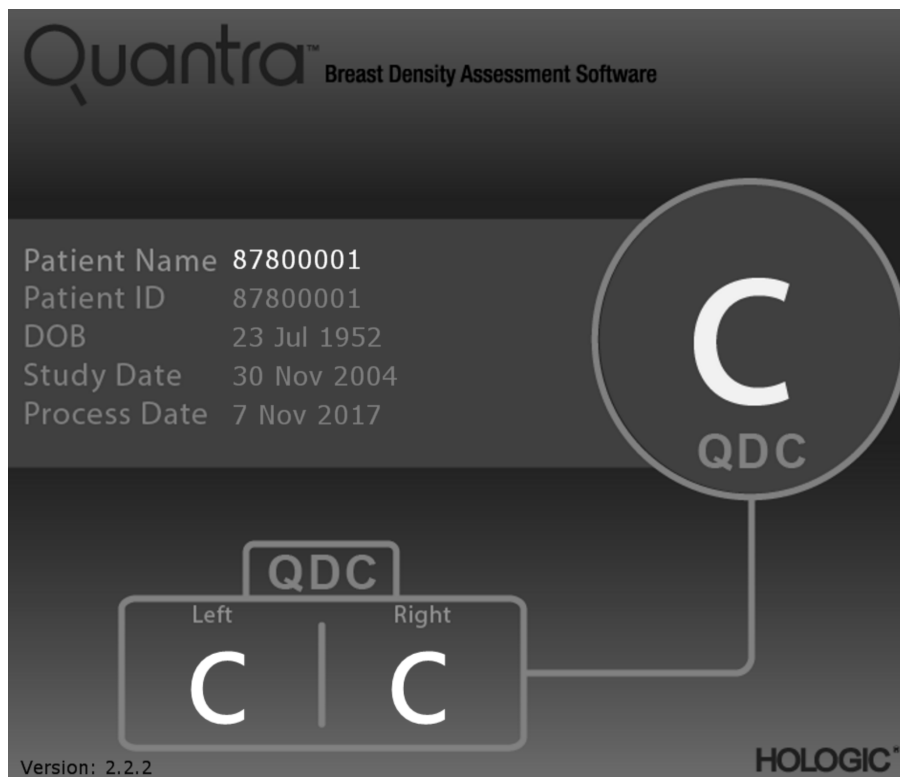 Quantra™ Breast Density Assessment Software
Patient Name 87800001
Patient ID 87800001
DOB 23 Jul 1952
Study Date 30 Nov 2004
Process Date 7 Nov 2017
C
QDC
QDC
Left Right
C C
Version: 2.2.2
HOLOGIC